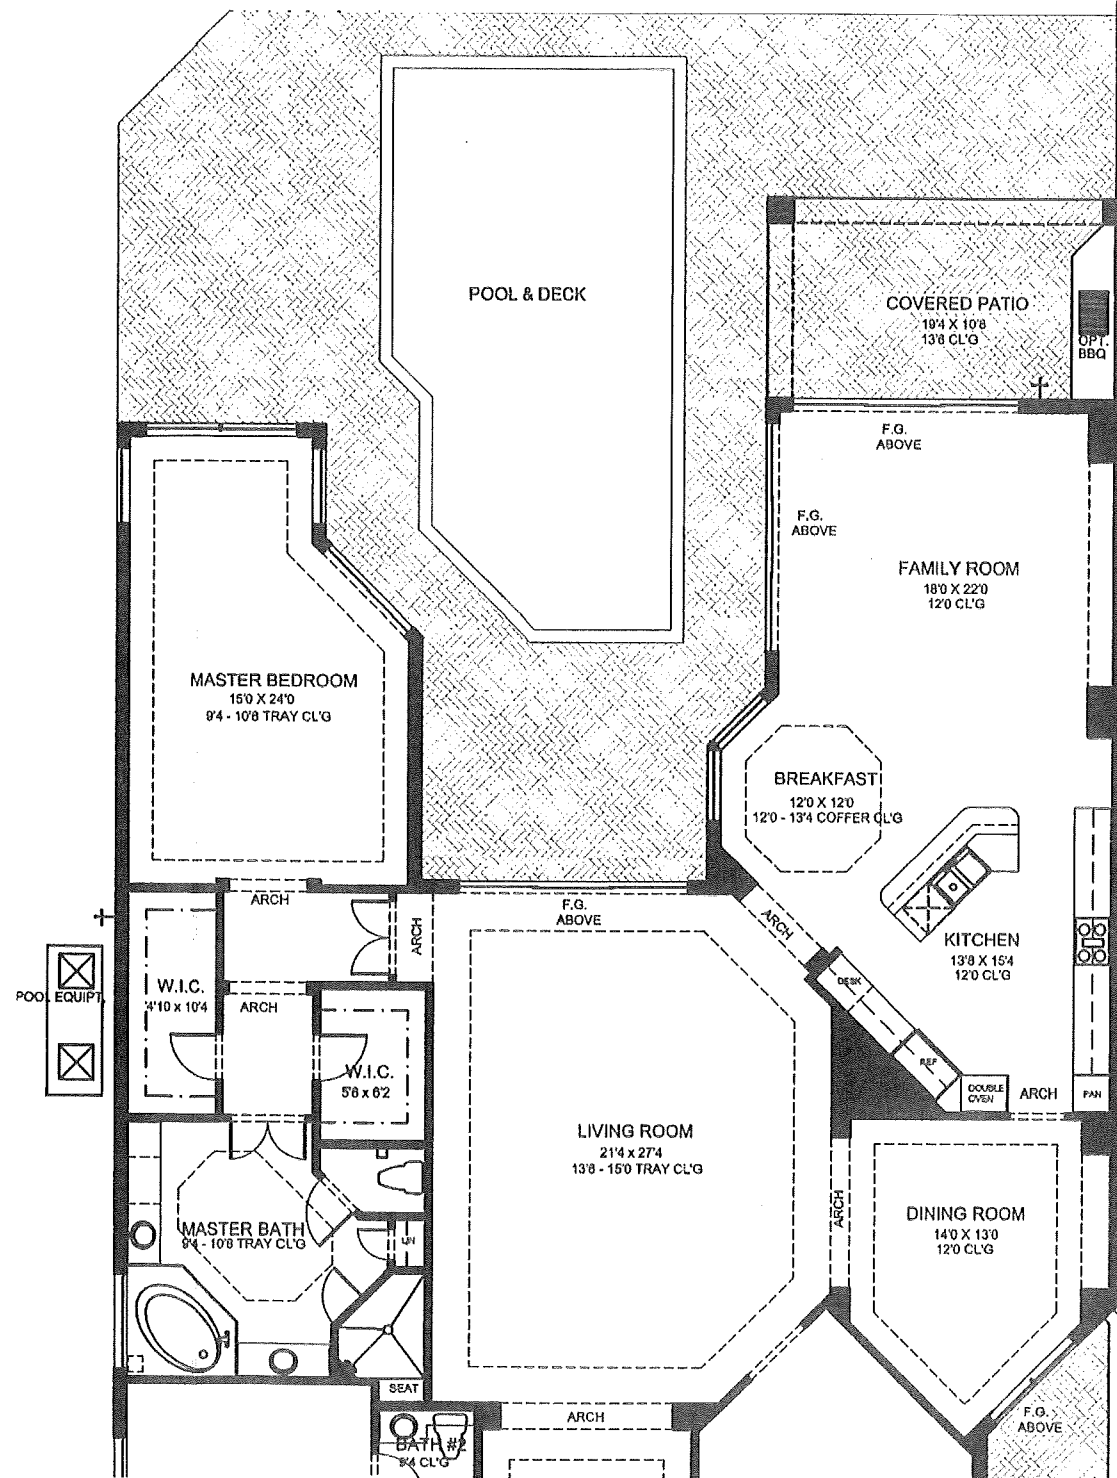 POOL & DECK
COVERED PATIO
19'4 X 10'8
13'6 CL'G
OPT.
BBQ
F.G.
ABOVE
F.G.
ABOVE
FAMILY ROOM
18'0 X 22'0
12'0 CL'G
MASTER BEDROOM
15'0 X 24'0
9'4 - 10'8 TRAY CL'G
BREAKFAST
12'0 X 12'0
12'0 - 13'4 COFFER CL'G
ARCH
F.G.
ABOVE
ARCH
ARCH
KITCHEN
13'8 X 15'4
12'0 CL'G
DESK
REF
DOUBLE
OVEN
ARCH
PAN
POOL EQUIPT.
W.I.C.
4'10 x 10'4
ARCH
W.I.C.
5'6 x 6'2
LIVING ROOM
21'4 x 27'4
13'6 - 15'0 TRAY CL'G
ARCH
DINING ROOM
14'0 X 13'0
12'0 CL'G
MASTER BATH
9'4 - 10'8 TRAY CL'G
LIN
SEAT
ARCH
F.G.
ABOVE
BATH #2
9'4 CL'G